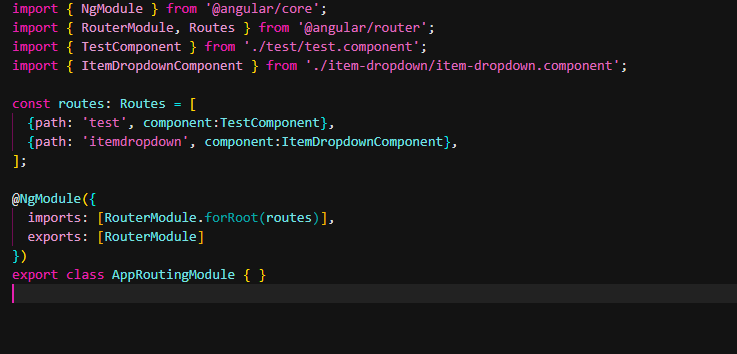 import { NgModule } from '@angular/core';
import { RouterModule, Routes } from '@angular/router';
import { TestComponent } from './test/test.component';
import { ItemDropdownComponent } from './item-dropdown/item-dropdown.component';

const routes: Routes = [
  {path: 'test', component:TestComponent},
  {path: 'itemdropdown', component:ItemDropdownComponent},
];

@NgModule({
  imports: [RouterModule.forRoot(routes)],
  exports: [RouterModule]
})
export class AppRoutingModule { }